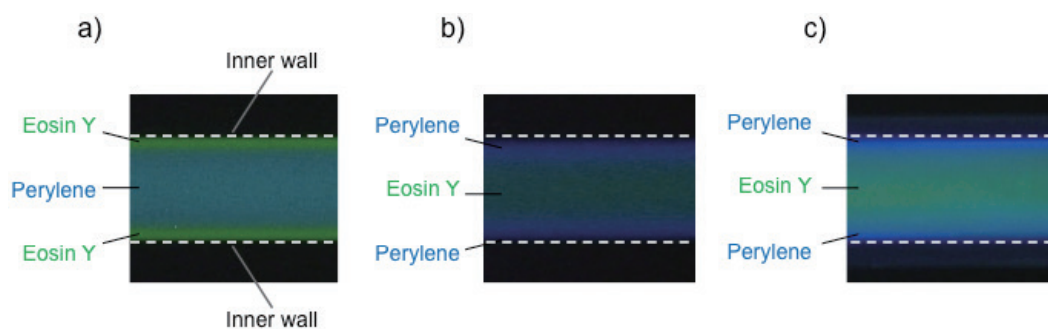 a)
Inner wall
Eosin Y
Perylene
Eosin Y
Inner wall
b)
Perylene
Eosin Y
Perylene
c)
Perylene
Eosin Y
Perylene